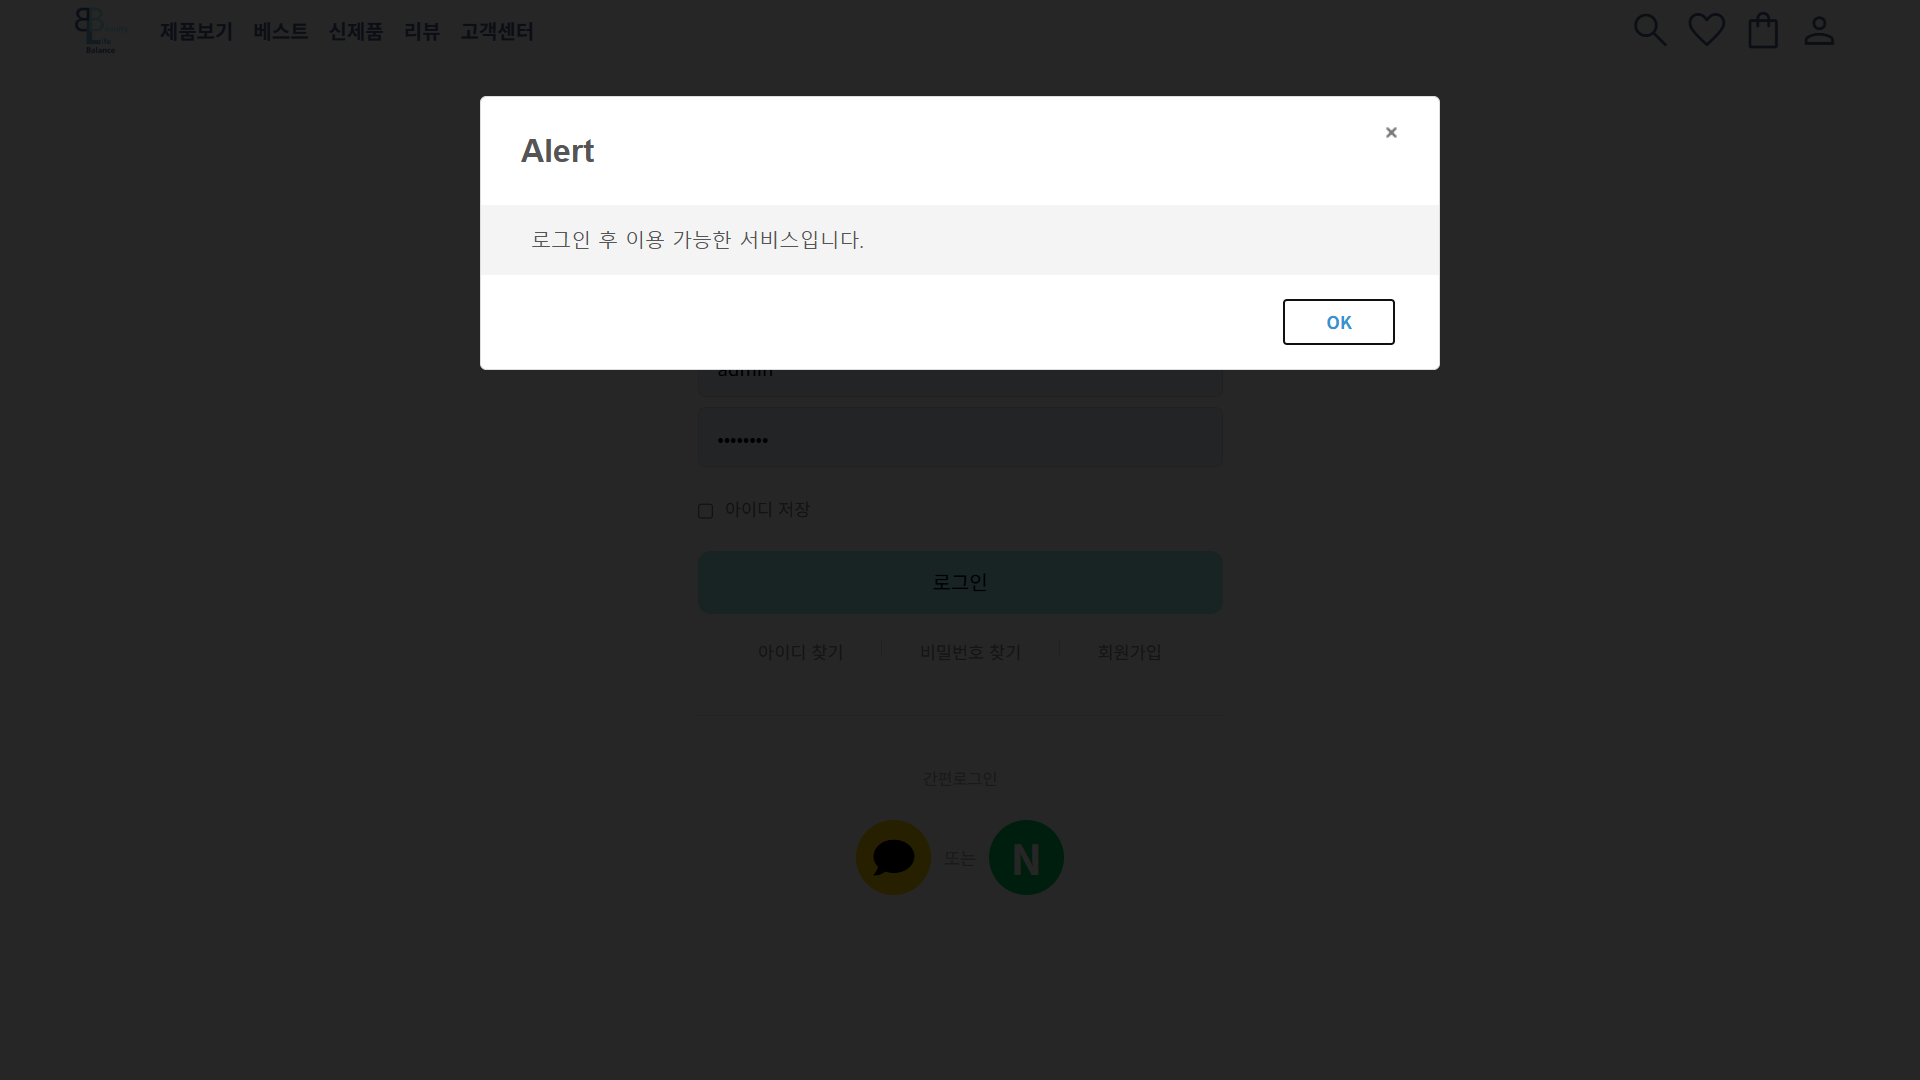 Balance
제품보기 베스트 신제품 리뷰 고객센터
Alert
×
로그인 후 이용 가능한 서비스입니다.
OK
admin
••••••••
아이디 저장
로그인
아이디 찾기 비밀번호 찾기 회원가입
간편로그인
또는 N